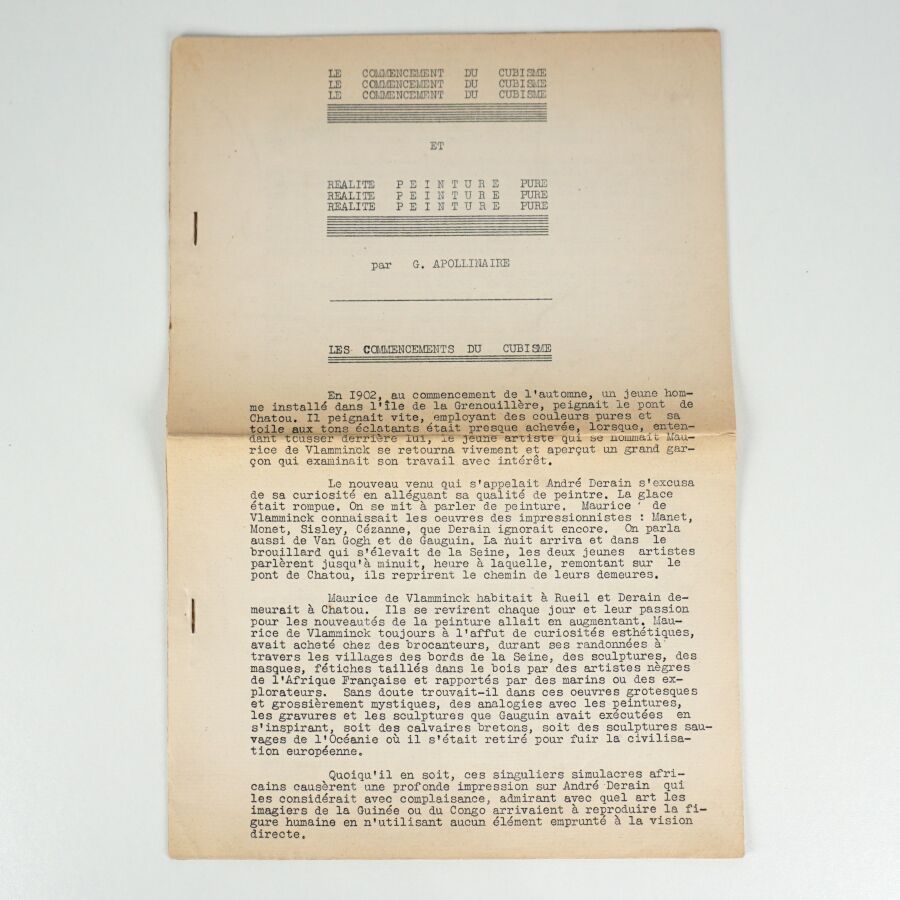 LE COMMENCEMENT DU CUBISME
LE COMMENCEMENT DU CUBISME
LE COMMENCEMENT DU CUBISME
ET
REALITE P E I N T U R E PURE
REALITE P E I N T U R E PURE
REALITE P E I N T U R E PURE
par G. APOLLINAIRE
LES COMMENCEMENTS DU CUBISME
En I902, au commencement de l'automne, un jeune hom-
me installé dans l'Île de la Grenouillère, peignait le pont de
Chatou. Il peignait vite, employant des couleurs pures et sa
toile aux tons éclatants était presque achevée, lorsque, enten-
dant tousser derrière lui, le jeune artiste qui se nommait Mau-
rice de Vlamminck se retourna vivement et aperçut un grand gar-
çon qui examinait son travail avec intérêt.
Le nouveau venu qui s'appelait André Derain s'excusa
de sa curiosité en alléguant sa qualité de peintre. La glace
était rompue. On se mit à parler de peinture. Maurice de
Vlamminck connaissait les oeuvres des impressionnistes : Manet,
Monet, Sisley, Cézanne, que Derain ignorait encore. On parla
aussi de Van Gogh et de Gauguin. La nuit arriva et dans le
brouillard qui s'élevait de la Seine, les deux jeunes artistes
parlèrent jusqu'à minuit, heure à laquelle, remontant sur le
pont de Chatou, ils reprirent le chemin de leurs demeures.
Maurice de Vlamminck habitait à Rueil et Derain de-
meurait à Chatou. Ils se revirent chaque jour et leur passion
pour les nouveautés de la peinture allait en augmentant. Mau-
rice de Vlamminck toujours à l'affut de curiosités esthétiques,
avait acheté chez des brocanteurs, durant ses randonnées à
travers les villages des bords de la Seine, des sculptures, des
masques, fétiches taillés dans le bois par des artistes nègres
de l'Afrique Française et rapportés par des marins ou des ex-
plorateurs. Sans doute trouvait-il dans ces oeuvres grotesques
et grossièrement mystiques, des analogies avec les peintures,
les gravures et les sculptures que Gauguin avait exécutées en
s'inspirant, soit des calvaires bretons, soit des sculptures sau-
vages de l'Océanie où il s'était retiré pour fuir la civilisa-
tion européenne.
Quoiqu'il en soit, ces singuliers simulacres afri-
cains causèrent une profonde impression sur André Derain qui
les considérait avec complaisance, admirant avec quel art les
imagiers de la Guinée ou du Congo arrivaient à reproduire la fi-
gure humaine en n'utilisant aucun élément emprunté à la vision
directe.